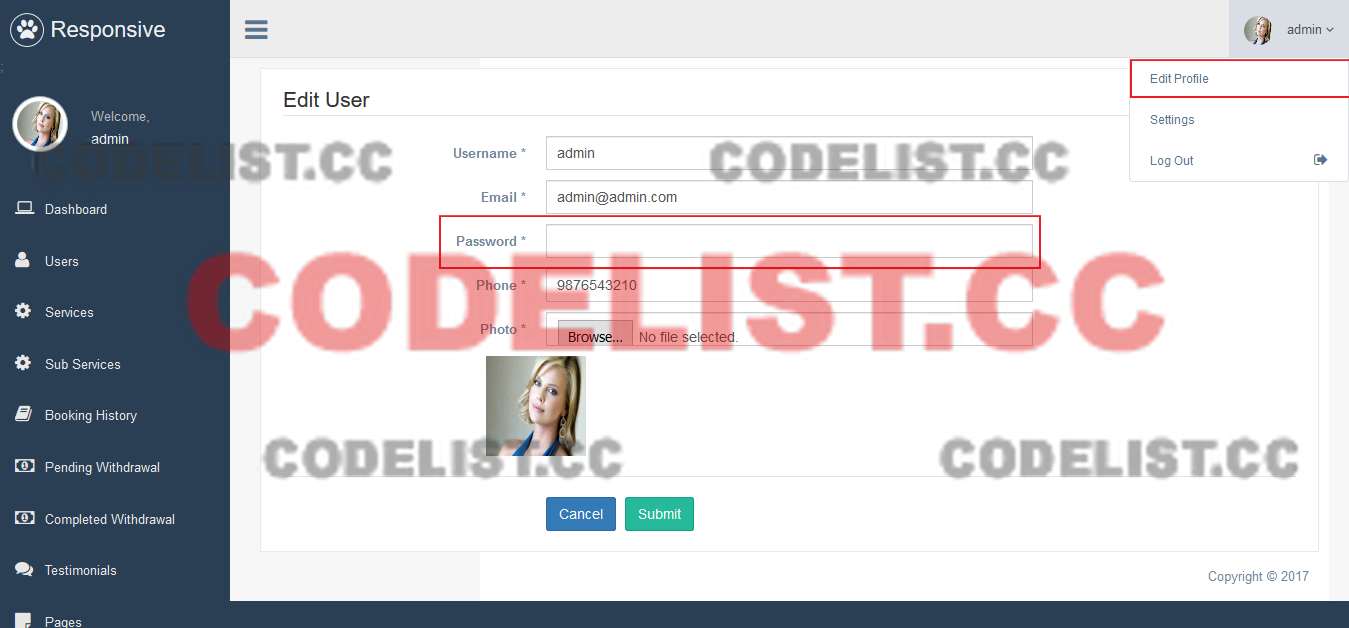 Responsive
admin
;
Edit Profile
Settings
Log Out
Welcome,
admin
Dashboard
Users
Services
Sub Services
Booking History
Pending Withdrawal
Completed Withdrawal
Testimonials
Pages
Edit User
Username * admin
Email * admin@admin.com
Password *
Phone * 9876543210
Photo * Browse... No file selected.
Cancel Submit
Copyright © 2017
CODELIST.CC
CODELIST.CC
CODELIST.CC
CODELIST.CC
CODELIST.CC